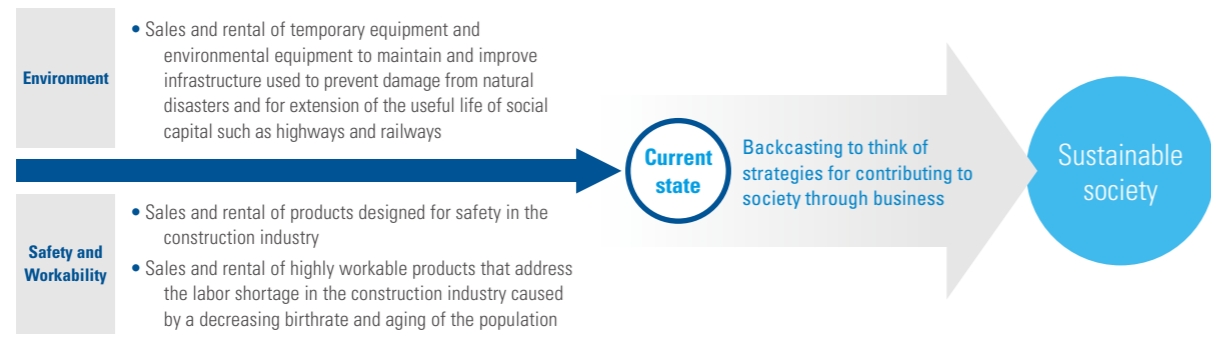 Environment
• Sales and rental of temporary equipment and
environmental equipment to maintain and improve
infrastructure used to prevent damage from natural
disasters and for extension of the useful life of social
capital such as highways and railways
Current
state
Backcasting to think of
strategies for contributing to
society through business
Sustainable
society
Safety and
Workability
• Sales and rental of products designed for safety in the
construction industry
• Sales and rental of highly workable products that address
the labor shortage in the construction industry caused
by a decreasing birthrate and aging of the population